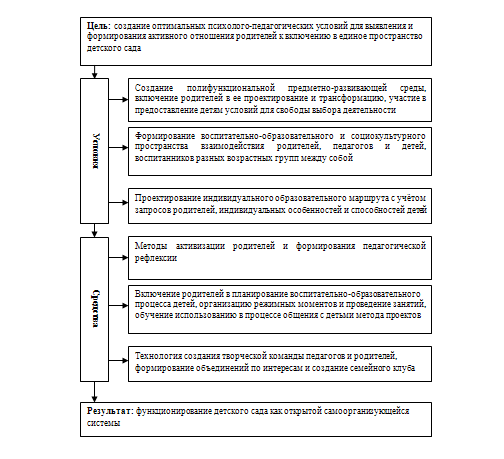 Цель: создание оптимальных психолого-педагогических условий для выявления и
формирования активного отношения родителей к включению в единое пространство
детского сада
Условия
Создание полифункциональной предметно-развивающей среды,
включение родителей в ее проектирование и трансформацию, участие в
предоставление детям условий для свободы выбора деятельности
Формирование воспитательно-образовательного и социокультурного
пространства взаимодействия родителей, педагогов и детей,
воспитанников разных возрастных групп между собой
Проектирование индивидуального образовательного маршрута с учётом
запросов родителей, индивидуальных особенностей и способностей детей
Средства
Методы активизации родителей и формирования педагогической
рефлексии
Включение родителей в планирование воспитательно-образовательного
процесса детей, организацию режимных моментов и проведение занятий,
обучение использованию в процессе общения с детьми метода проектов
Технология создания творческой команды педагогов и родителей,
формирование объединений по интересам и создание семейного клуба
Результат: функционирование детского сада как открытой самоорганизующейся
системы